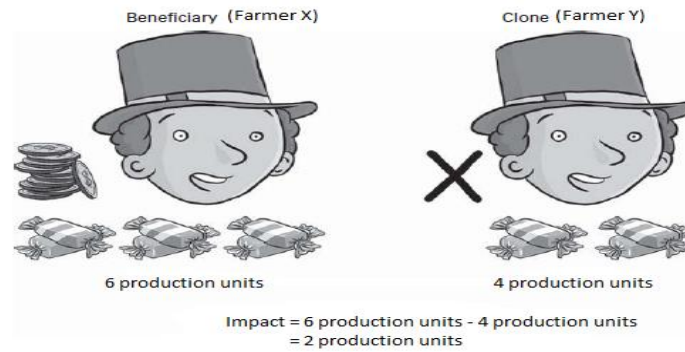 Beneficiary (Farmer X)
Clone (Farmer Y)
6 production units
4 production units
Impact = 6 production units - 4 production units
= 2 production units